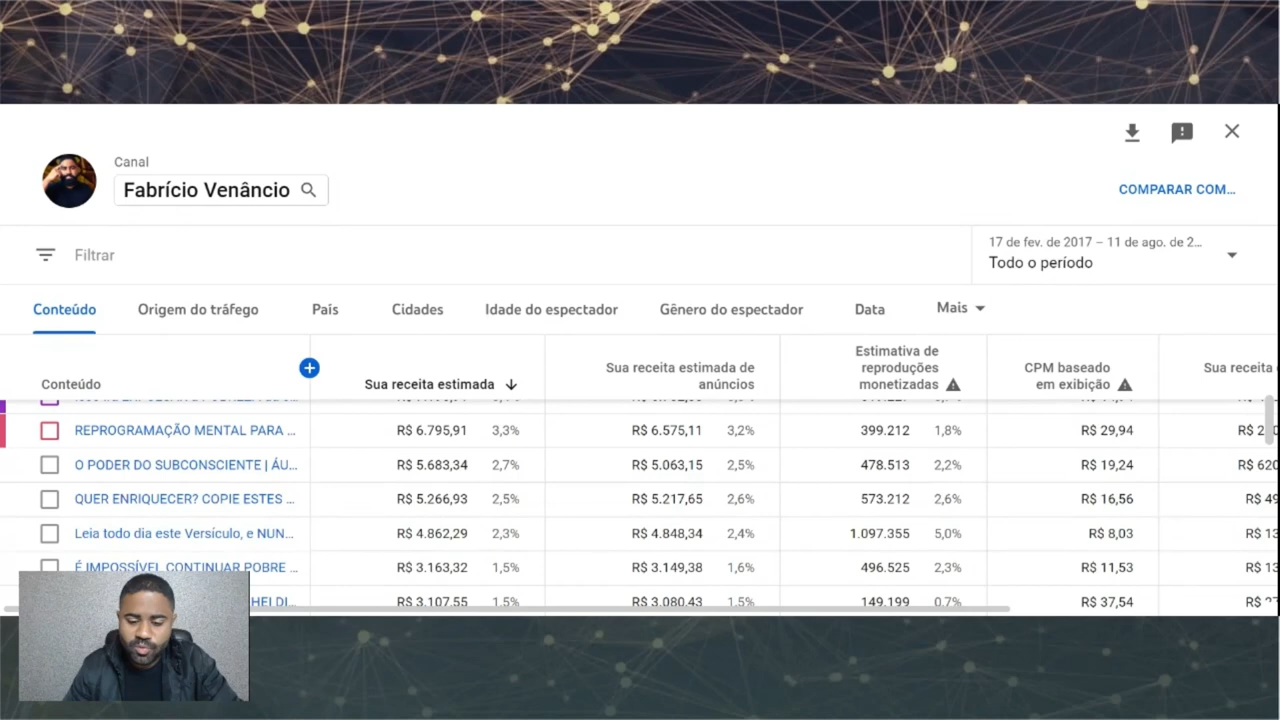 Canal
Fabrício Venâncio
COMPARAR COM...
Filtrar
17 de fev. de 2017 – 11 de ago. de 2...
Todo o período
Conteúdo Origem do tráfego País Cidades Idade do espectador Gênero do espectador Data Mais
Conteúdo
Sua receita estimada
Sua receita estimada de
anúncios
Estimativa de
reproduções
monetizadas
CPM baseado
em exibição
Sua receita
REPROGRAMAÇÃO MENTAL PARA ... R$ 6.795,91 3,3% R$ 6.575,11 3,2% 399.212 1,8% R$ 29,94
O PODER DO SUBCONSCIENTE | ÁU... R$ 5.683,34 2,7% R$ 5.063,15 2,5% 478.513 2,2% R$ 19,24 R$ 620
QUER ENRIQUECER? COPIE ESTES ... R$ 5.266,93 2,5% R$ 5.217,65 2,6% 573.212 2,6% R$ 16,56 R$ 49
Leia todo dia este Versículo, e NUN... R$ 4.862,29 2,3% R$ 4.848,34 2,4% 1.097.355 5,0% R$ 8,03 R$ 13
É IMPOSSÍVEL CONTINUAR POBRE ... R$ 3.163,32 1,5% R$ 3.149,38 1,6% 496.525 2,3% R$ 11,53 R$ 13
HELDI... R$ 3.107,55 1,5% R$ 3.080,43 1,5% 149.199 0,7% R$ 37,54 R$